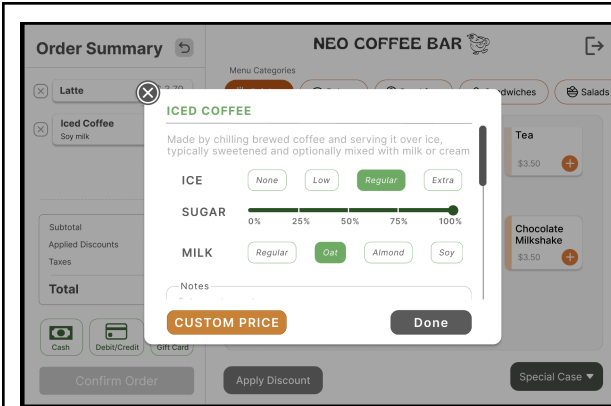 Order Summary
NEO COFFEE BAR
Menu Categories
Latte
Sandwiches
Salads
Iced Coffee
Soy milk
ICED COFFEE
Made by chilling brewed coffee and serving it over ice,
typically sweetened and optionally mixed with milk or cream
Tea
$3.50
ICE
None
Low
Regular
Extra
SUGAR
0%
25%
50%
75%
100%
MILK
Regular
Oat
Almond
Soy
Chocolate
Milkshake
$3.50
Subtotal
Applied Discounts
Taxes
Total
Notes
CUSTOM PRICE
Done
Cash
Debit/Credit
Gift Card
Confirm Order
Apply Discount
Special Case